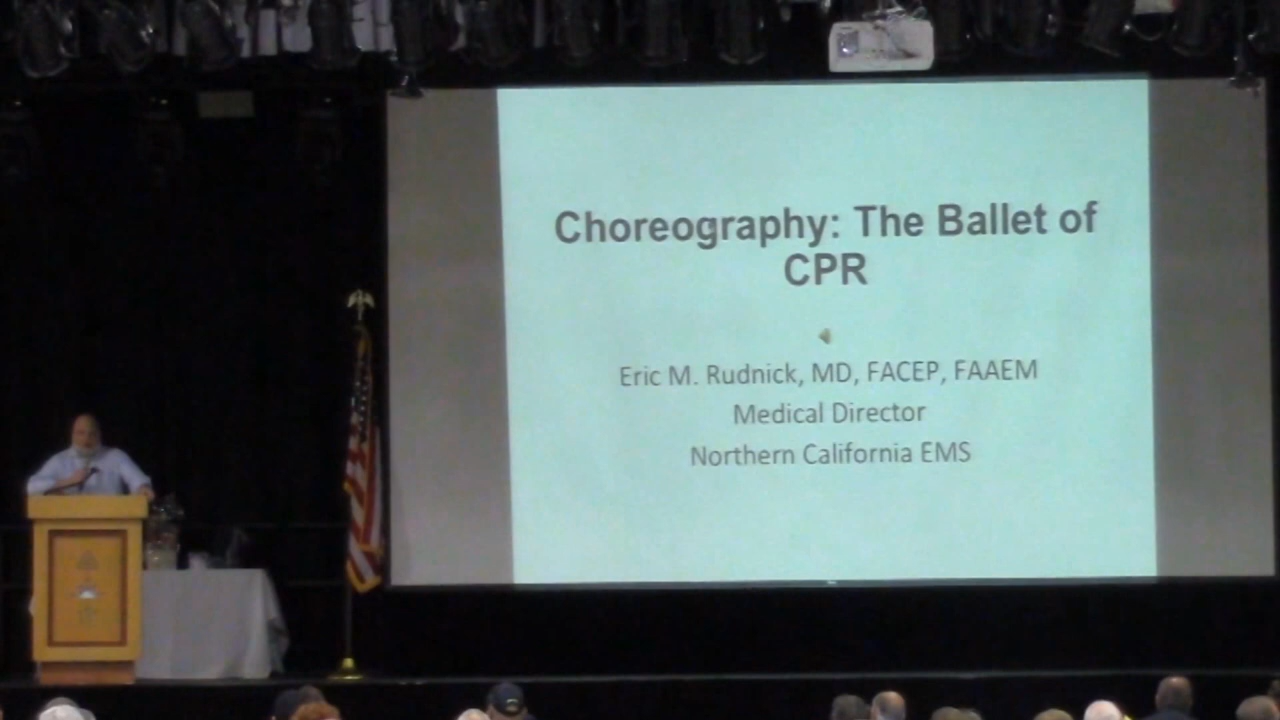 Choreography: The Ballet of
CPR
Eric M. Rudnick, MD, FACEP, FAAEM
Medical Director
Northern California EMS